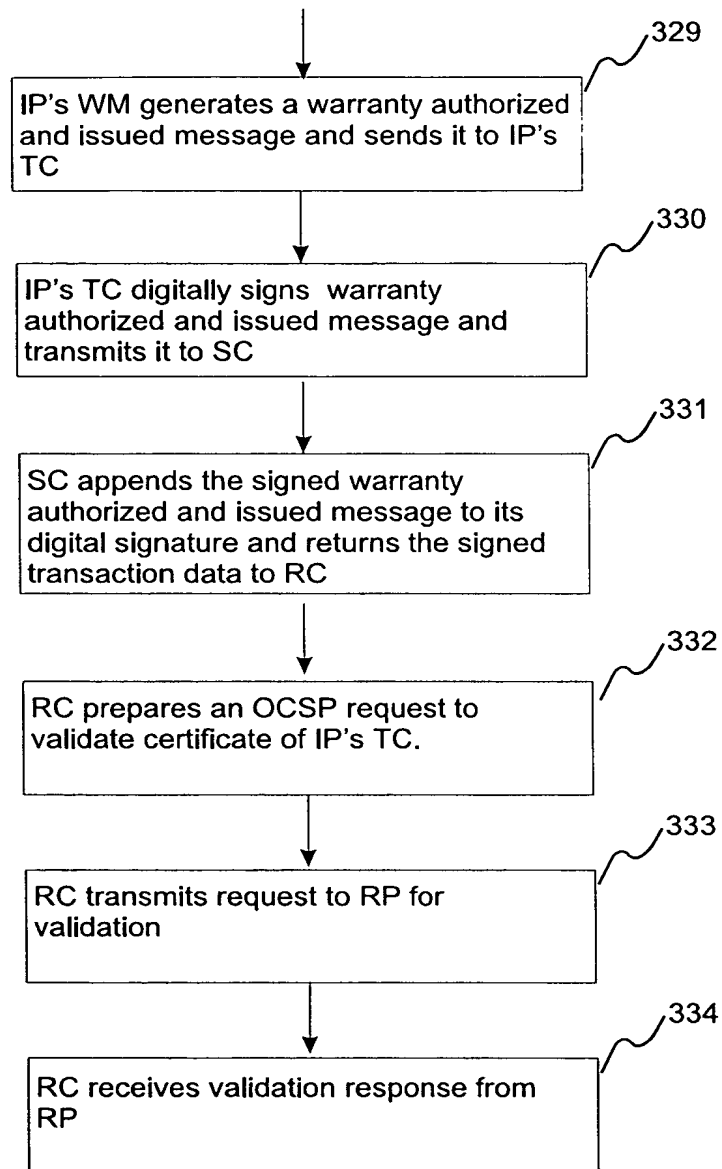 329
IP's WM generates a warranty authorized
and issued message and sends it to IP's
TC
330
IP's TC digitally signs warranty
authorized and issued message and
transmits it to SC
331
SC appends the signed warranty
authorized and issued message to its
digital signature and returns the signed
transaction data to RC
332
RC prepares an OCSP request to
validate certificate of IP's TC.
333
RC transmits request to RP for
validation
334
RC receives validation response from
RP